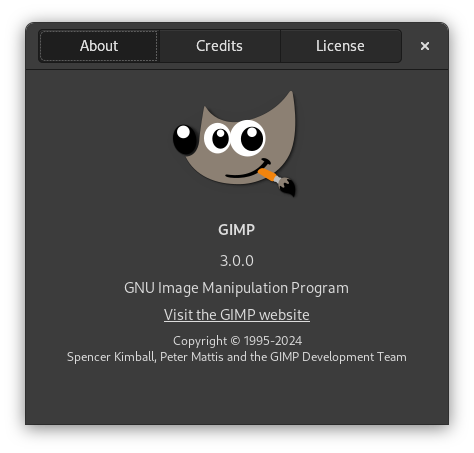 About
Credits
License
GIMP
3.0.0
GNU Image Manipulation Program
Visit the GIMP website
Copyright © 1995-2024
Spencer Kimball, Peter Mattis and the GIMP Development Team